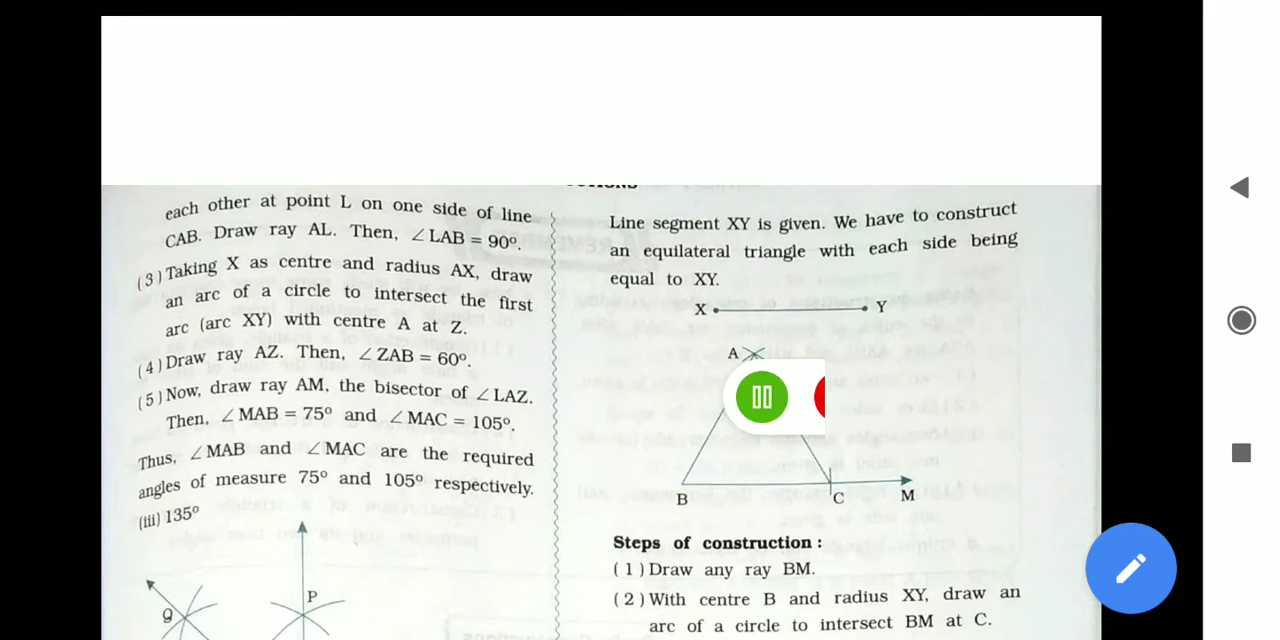 each other at point L on one side of line
CAB. Draw ray AL. Then, ∠LAB = 90°.
(3) Taking X as centre and radius AX, draw
an arc of a circle to intersect the first
arc (arc XY) with centre A at Z.
(4) Draw ray AZ. Then, ∠ZAB = 60°.
(5) Now, draw ray AM, the bisector of ∠LAZ.
Then, ∠MAB = 75° and ∠MAC = 105°.
Thus, ∠MAB and ∠MAC are the required
angles of measure 75° and 105° respectively.
(iii) 135°
P
Q
Line segment XY is given. We have to construct
an equilateral triangle with each side being
equal to XY.
X Y
A
B C M
Steps of construction :
(1) Draw any ray BM.
(2) With centre B and radius XY, draw an
arc of a circle to intersect BM at C.